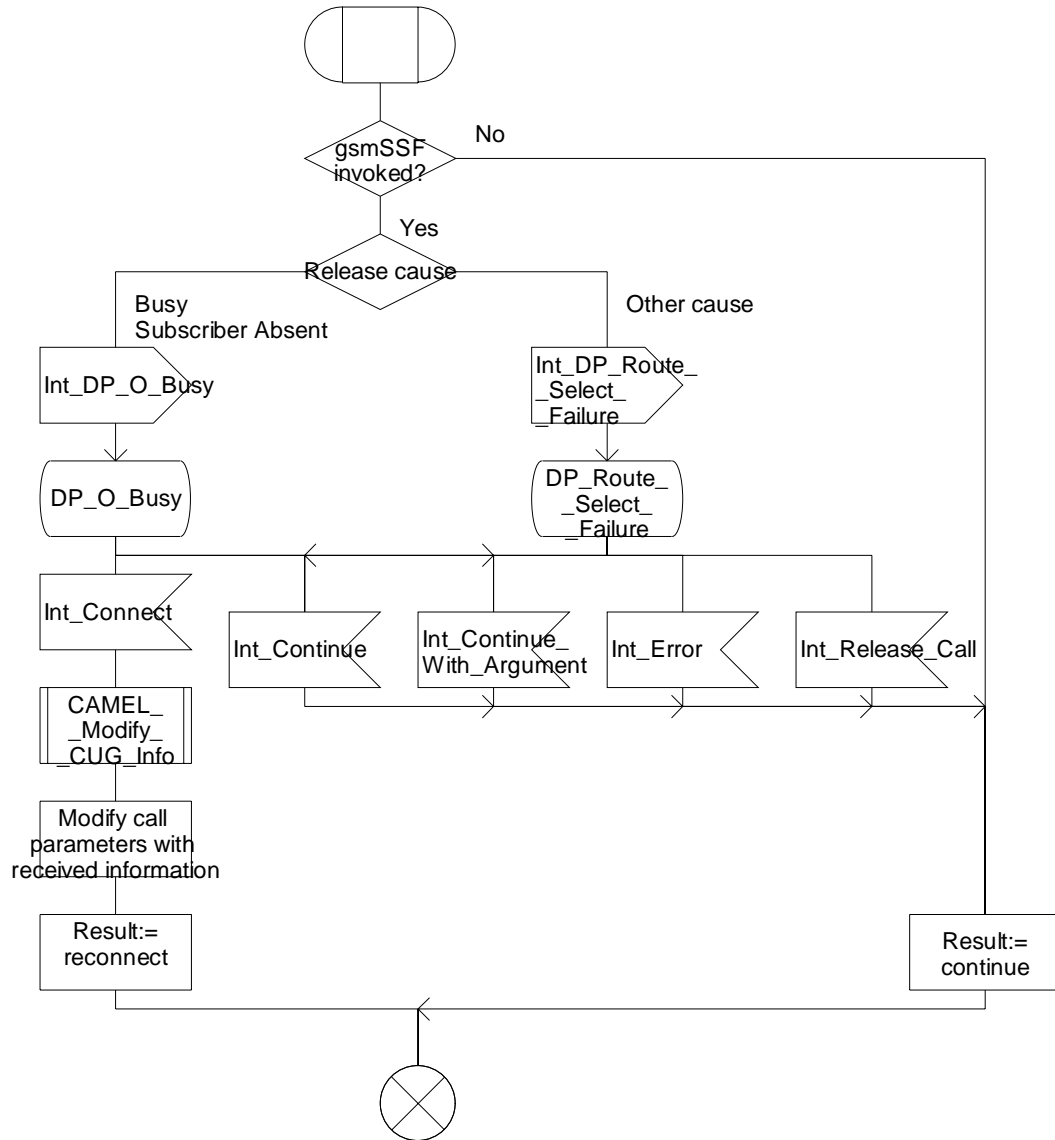 gsmSSF
invoked?
No
Yes
Release cause
Busy
Subscriber Absent
Other cause
Int_DP_O_Busy
Int_DP_Route_
_Select_
_Failure
DP_O_Busy
DP_Route_
_Select_
_Failure
Int_Connect
Int_Continue
Int_Continue_
With_Argument
Int_Error
Int_Release_Call
CAMEL_
_Modify_
_CUG_Info
Modify call
parameters with
received information
Result:=
reconnect
Result:=
continue